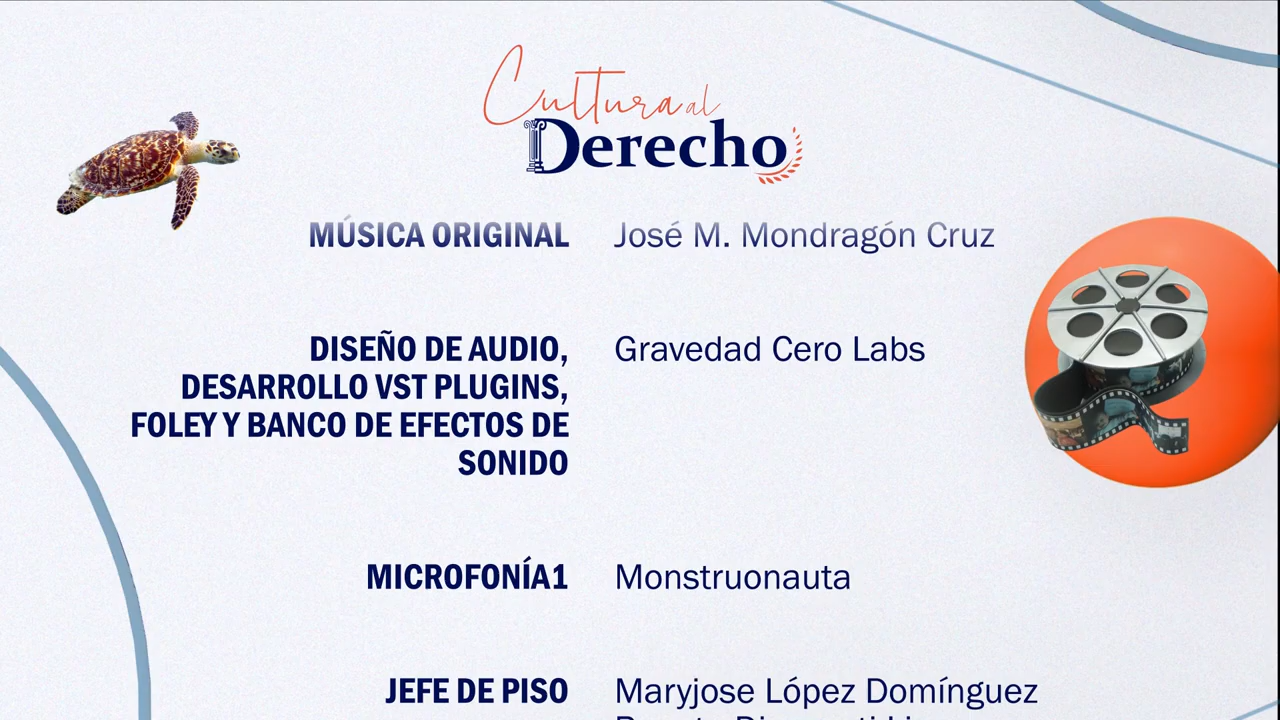 Cultura al
Derecho
MÚSICA ORIGINAL José M. Mondragón Cruz
DISEÑO DE AUDIO, Gravedad Cero Labs
DESARROLLO VST PLUGINS,
FOLEY Y BANCO DE EFECTOS DE
SONIDO
MICROFONÍA1 Monstruonauta
JEFE DE PISO Maryjose López Domínguez